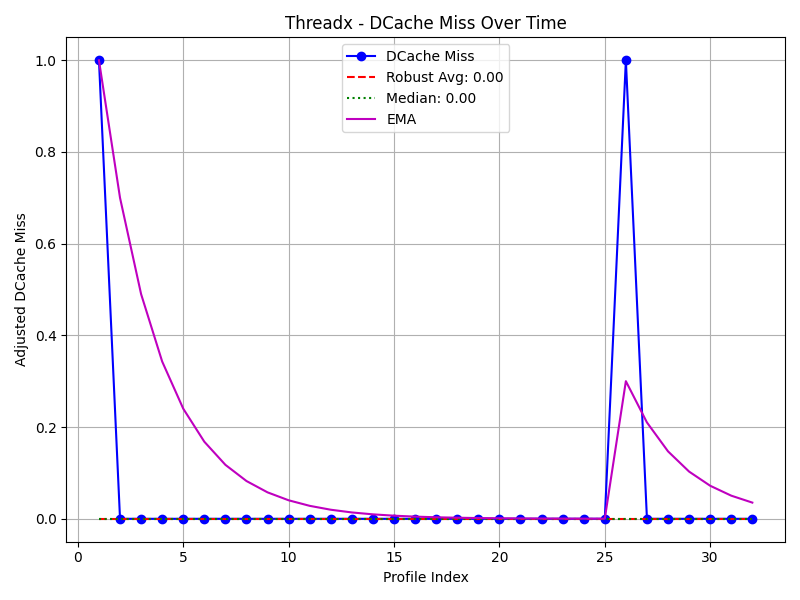 Threadx - DCache Miss Over Time
DCache Miss
Robust Avg: 0.00
Median: 0.00
EMA
Adjusted DCache Miss
1.0
0.8
0.6
0.4
0.2
0.0
0 5 10 15 20 25 30
Profile Index